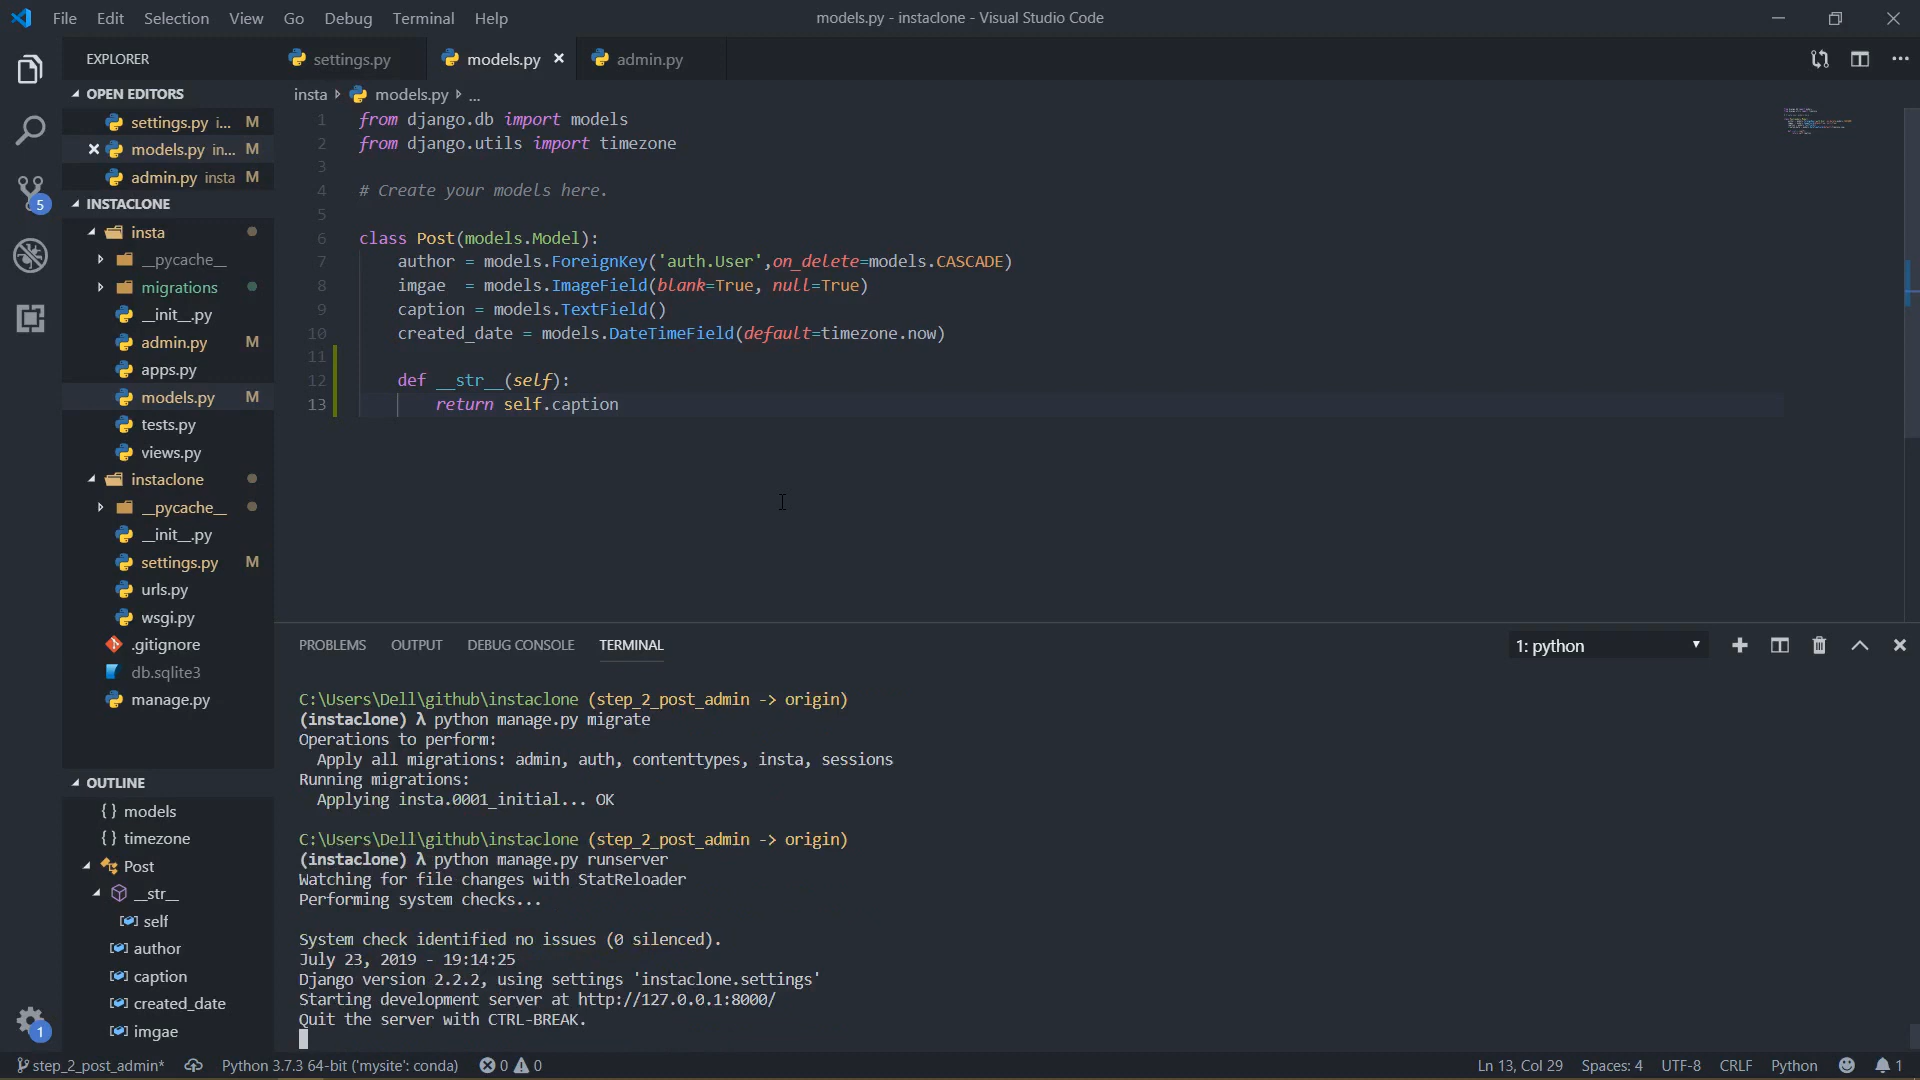 File Edit Selection View Go Debug Terminal Help
models.py - instaclone - Visual Studio Code
EXPLORER
settings.py
models.py
admin.py
OPEN EDITORS
settings.py i... M
models.py in... M
admin.py insta M
INSTACLONE
insta
__pycache__
migrations
__init__.py
admin.py M
apps.py
models.py M
tests.py
views.py
instaclone
__pycache__
__init__.py
settings.py M
urls.py
wsgi.py
.gitignore
db.sqlite3
manage.py
OUTLINE
{} models
{} timezone
Post
__str__
self
author
caption
created_date
imgae
5
1
insta models.py ...
1 from django.db import models
2 from django.utils import timezone
3
4 # Create your models here.
5
6 class Post(models.Model):
7 author = models.ForeignKey('auth.User',on_delete=models.CASCADE)
8 imgae = models.ImageField(blank=True, null=True)
9 caption = models.TextField()
10 created_date = models.DateTimeField(default=timezone.now)
11
12 def __str__(self):
13 return self.caption
PROBLEMS OUTPUT DEBUG CONSOLE TERMINAL
1: python
C:\Users\Dell\github\instaclone (step_2_post_admin -> origin)
(instaclone) λ python manage.py migrate
Operations to perform:
Apply all migrations: admin, auth, contenttypes, insta, sessions
Running migrations:
Applying insta.0001_initial... OK
C:\Users\Dell\github\instaclone (step_2_post_admin -> origin)
(instaclone) λ python manage.py runserver
Watching for file changes with StatReloader
Performing system checks...
System check identified no issues (0 silenced).
July 23, 2019 - 19:14:25
Django version 2.2.2, using settings 'instaclone.settings'
Starting development server at http://127.0.0.1:8000/
Quit the server with CTRL-BREAK.
step_2_post_admin* Python 3.7.3 64-bit ('mysite': conda) 0 0
Ln 13, Col 29 Spaces: 4 UTF-8 CRLF Python 1